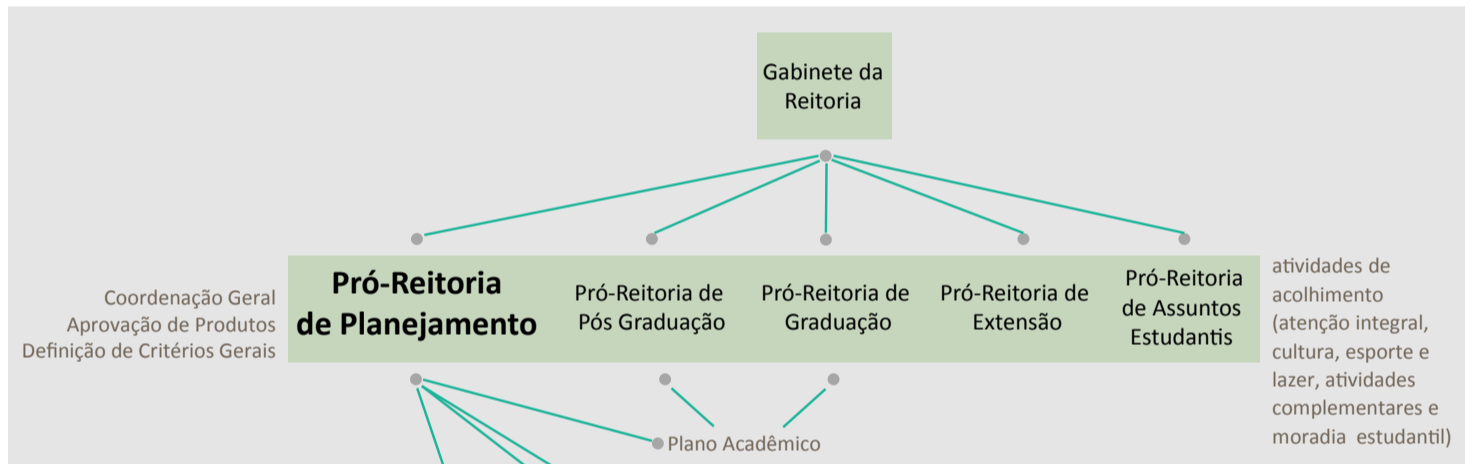 Gabinete da
Reitoria
Coordenação Geral
Aprovação de Produtos
Definição de Critérios Gerais
Pró-Reitoria
de Planejamento
Pró-Reitoria de
Pós Graduação
Pró-Reitoria de
Graduação
Pró-Reitoria de
Extensão
Pró-Reitoria
de Assuntos
Estudantis
atividades de
acolhimento
(atenção integral,
cultura, esporte e
lazer, atividades
complementares e
moradia estudantil)
Plano Acadêmico